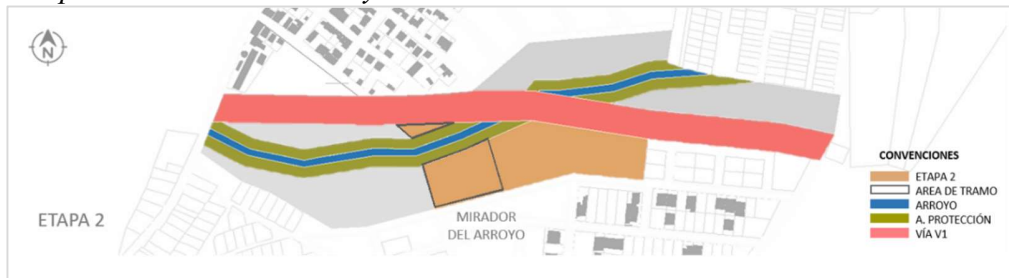 N
CONVENCIONES
ETAPA 2
AREA DE TRAMO
ARROYO
A. PROTECCIÓN
VÍA V1
ETAPA 2
MIRADOR
DEL ARROYO